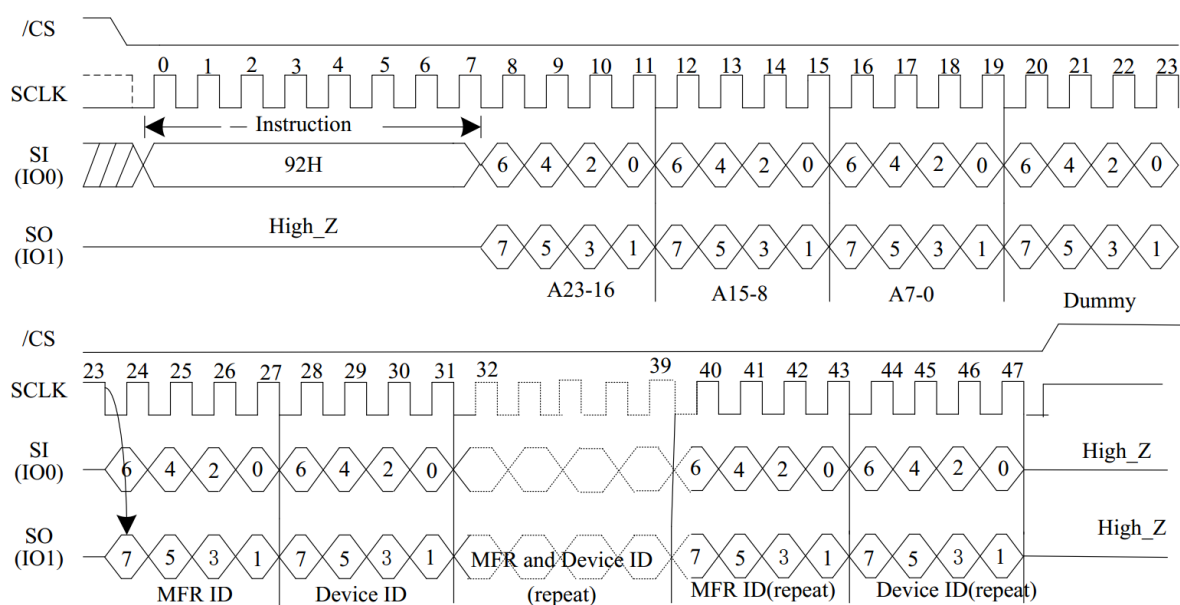 /CS
0 1 2 3 4 5 6 7 8 9 10 11 12 13 14 15 16 17 18 19 20 21 22 23
SCLK
Instruction
SI
(IO0)
92H
6 4 2 0 6 4 2 0 6 4 2 0 6 4 2 0
SO
(IO1)
High_Z
7 5 3 1 7 5 3 1 7 5 3 1 7 5 3 1
A23-16 A15-8 A7-0 Dummy
/CS
23 24 25 26 27 28 29 30 31 32 39 40 41 42 43 44 45 46 47
SCLK
SI
(IO0)
6 4 2 0 6 4 2 0 6 4 2 0 6 4 2 0
High_Z
SO
(IO1)
7 5 3 1 7 5 3 1 MFR and Device ID 7 5 3 1 7 5 3 1
High_Z
MFR ID Device ID (repeat) MFR ID(repeat) Device ID(repeat)